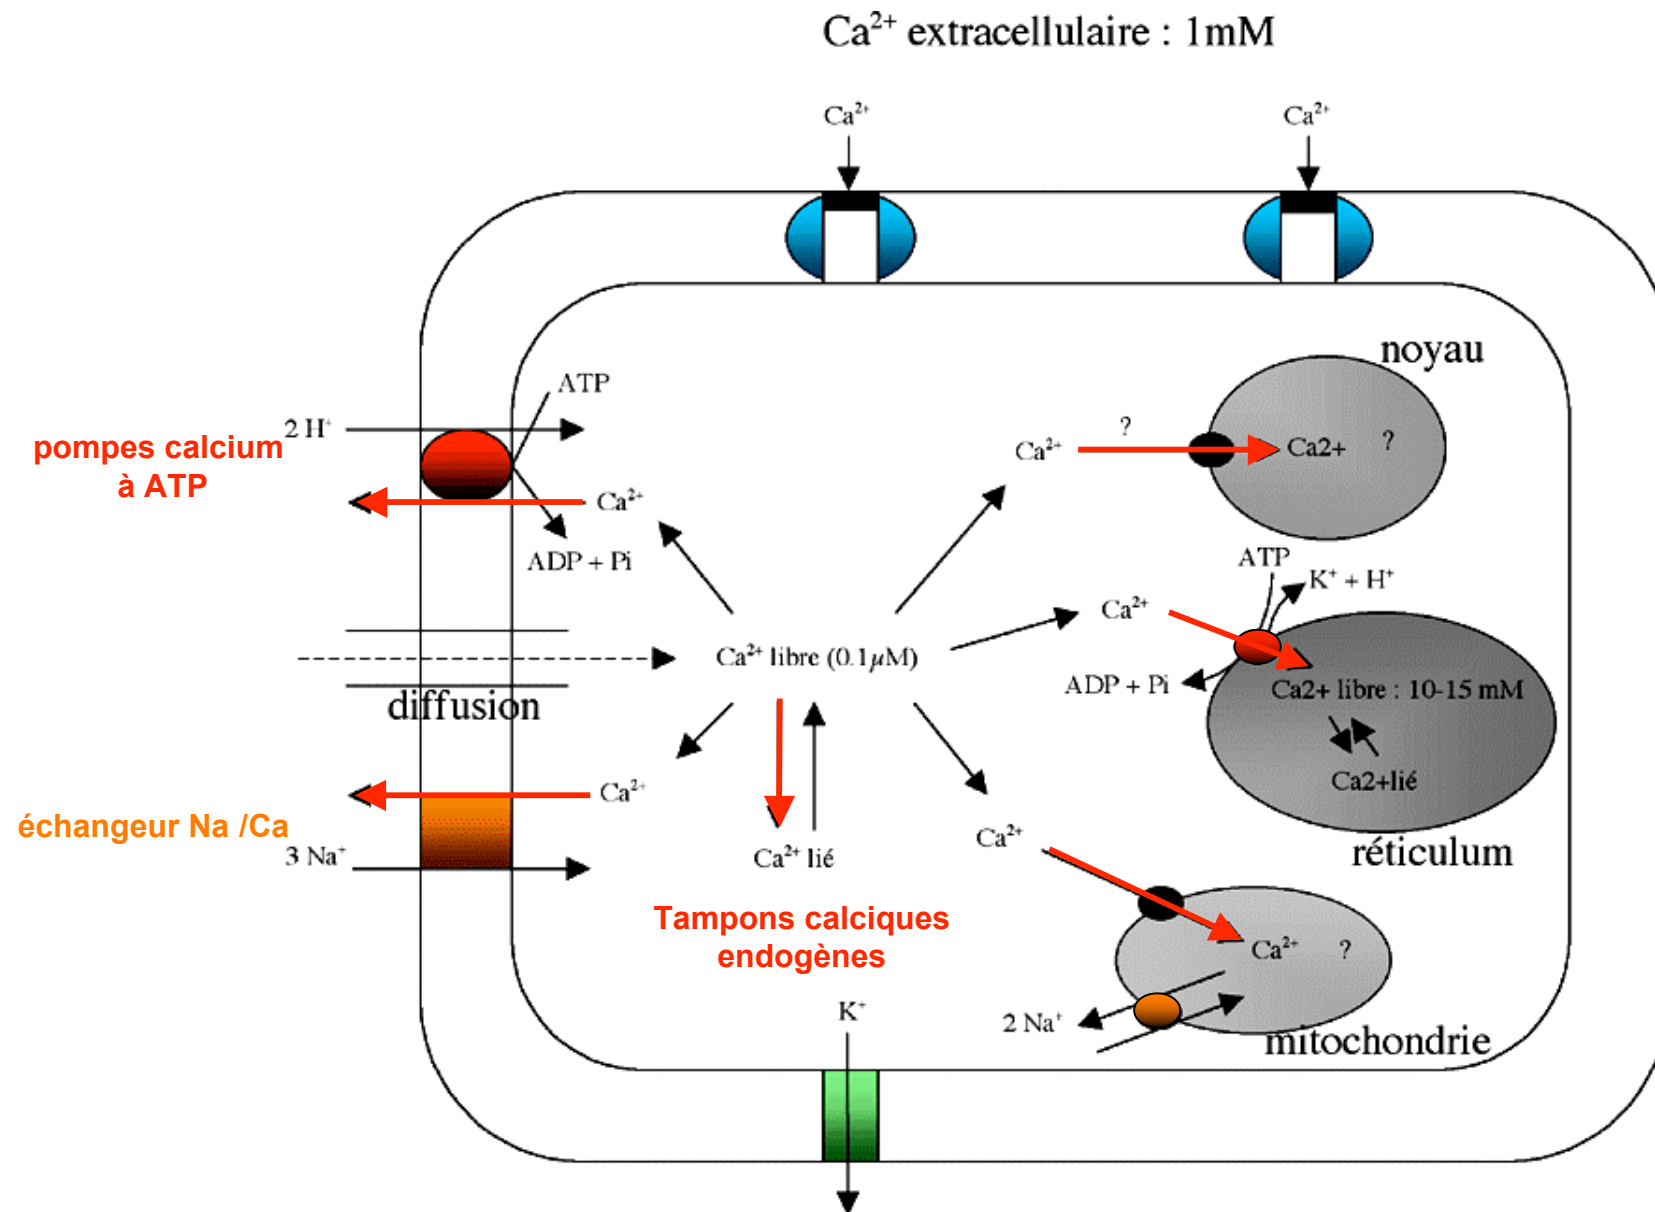 Ca²⁺ extracellulaire : 1mM
Ca²⁺
Ca²⁺
noyau
ATP
2 H⁺
pompes calcium
à ATP
Ca²⁺
ADP + Pi
?
Ca²⁺
Ca2+
?
ATP
K⁺ + H⁺
Ca²⁺
ADP + Pi
Ca2+ libre : 10-15 mM
Ca2+lié
réticulum
Ca²⁺ libre (0.1µM)
diffusion
Ca²⁺
échangeur Na /Ca
3 Na⁺
Ca²⁺ lié
Tampons calciques
endogènes
Ca²⁺
Ca²⁺
?
2 Na⁺
mitochondrie
K⁺